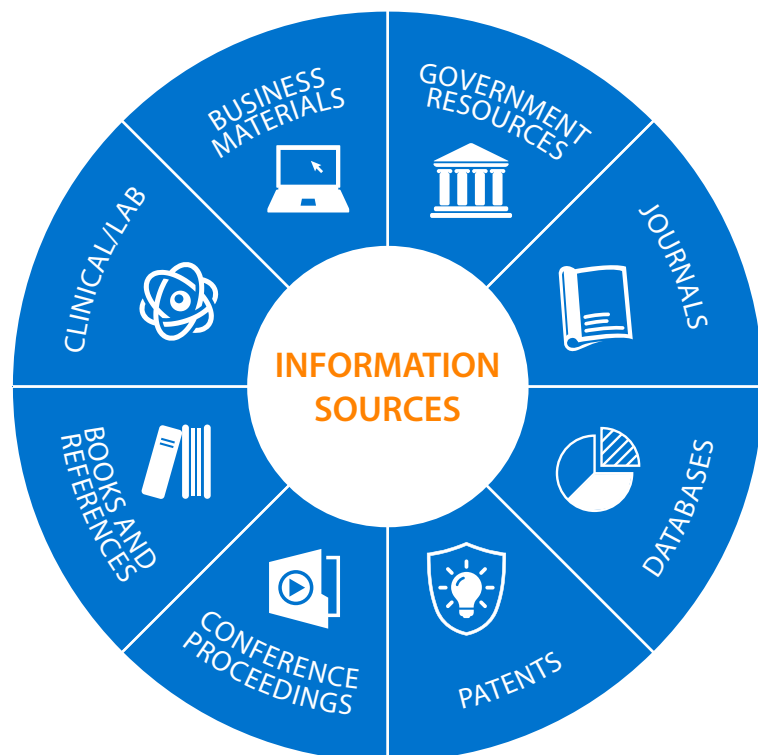 INFORMATION
SOURCES
GOVERNMENT
RESOURCES
JOURNALS
DATABASES
PATENTS
CONFERENCE
PROCEEDINGS
BOOKS AND
REFERENCES
CLINICAL/LAB
BUSINESS
MATERIALS